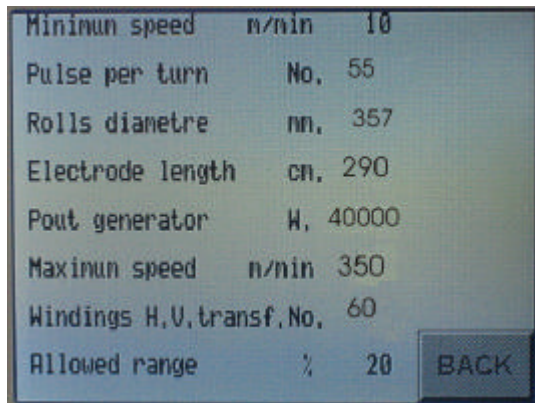 Minimun speed m/min 10
Pulse per turn No. 55
Rolls diametre mm. 357
Electrode length cm. 290
Pout generator W. 40000
Maximun speed m/min 350
Windings H.V.transf.No. 60
Allowed range % 20
BACK